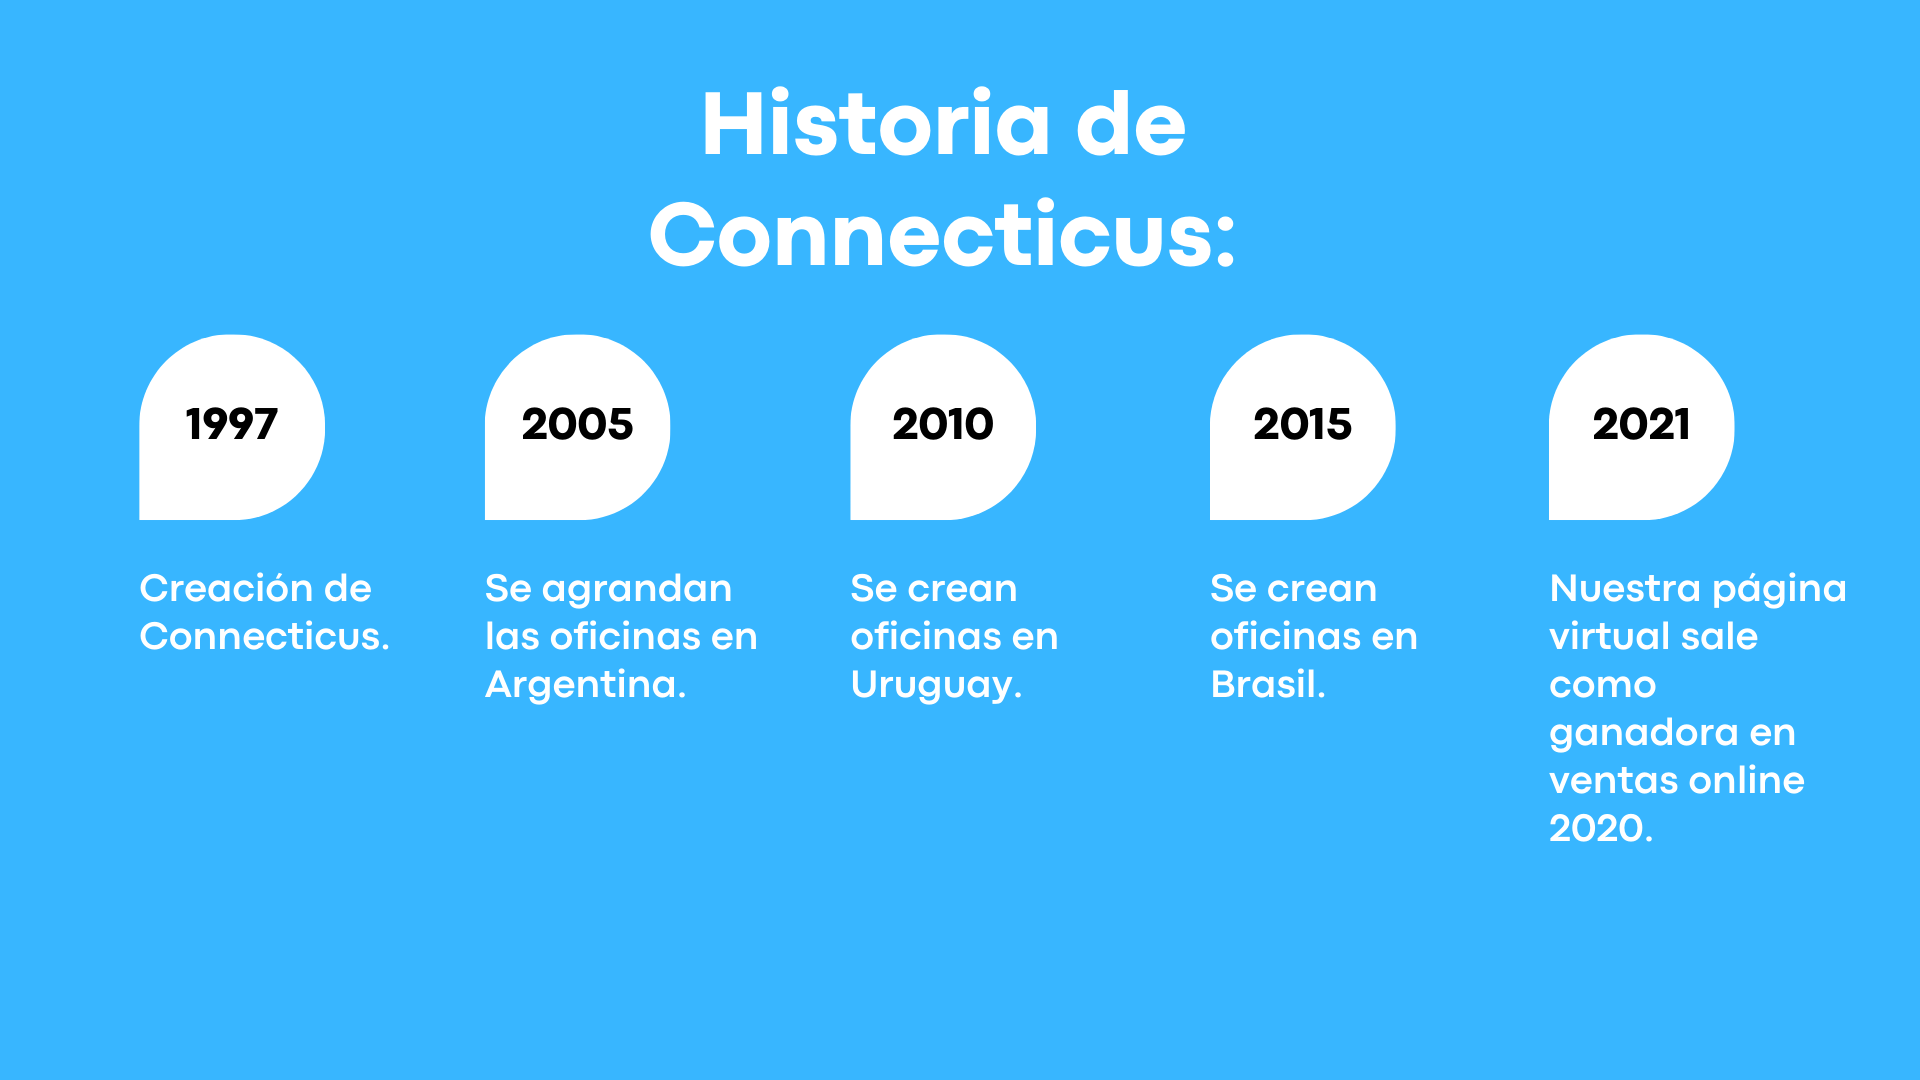 Historia de
Connecticus:
1997
Creación de
Connecticus.
2005
Se agrandan
las oficinas en
Argentina.
2010
Se crean
oficinas en
Uruguay.
2015
Se crean
oficinas en
Brasil.
2021
Nuestra página
virtual sale
como
ganadora en
ventas online
2020.